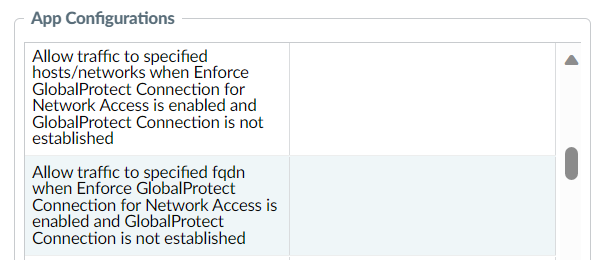 App Configurations
Allow traffic to specified
hosts/networks when Enforce
GlobalProtect Connection for
Network Access is enabled and
GlobalProtect Connection is not
established
Allow traffic to specified fqdn
when Enforce GlobalProtect
Connection for Network Access is
enabled and GlobalProtect
Connection is not established